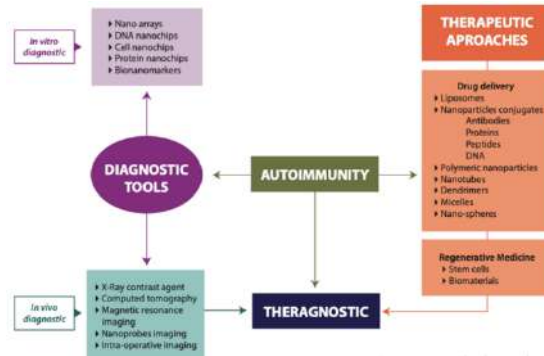 In vitro
diagnostic
Nano arrays
DNA nanochips
Cell nanochips
Protein nanochips
Bionanomarkers
THERAPEUTIC
APROACHES
Drug delivery
Liposomes
Nanoparticles conjugates
Antibodies
Proteins
Peptides
DNA
Polymeric nanoparticles
Nanotubes
Dendrimers
Micelles
Nano-spheres
DIAGNOSTIC
TOOLS
AUTOIMMUNITY
Regenerative Medicine
Stem cells
Biomaterials
In vivo
diagnostic
X-Ray contrast agent
Computed tomography
Magnetic resonance
imaging
Nanoprobes imaging
Intra-operative imaging
THERAGNOSTIC